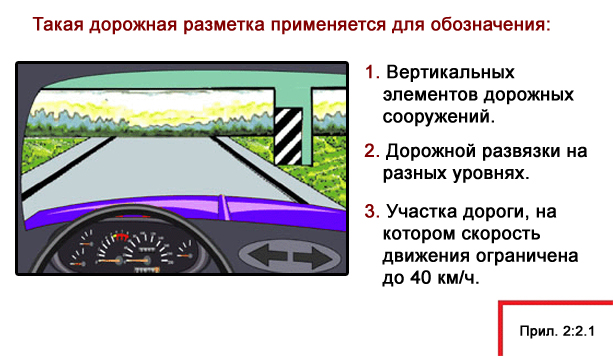 Такая дорожная разметка применяется для обозначения:
1. Вертикальных
элементов дорожных
сооружений.
2. Дорожной развязки на
разных уровнях.
3. Участка дороги, на
котором скорость
движения ограничена
до 40 км/ч.
Прил. 2:2.1